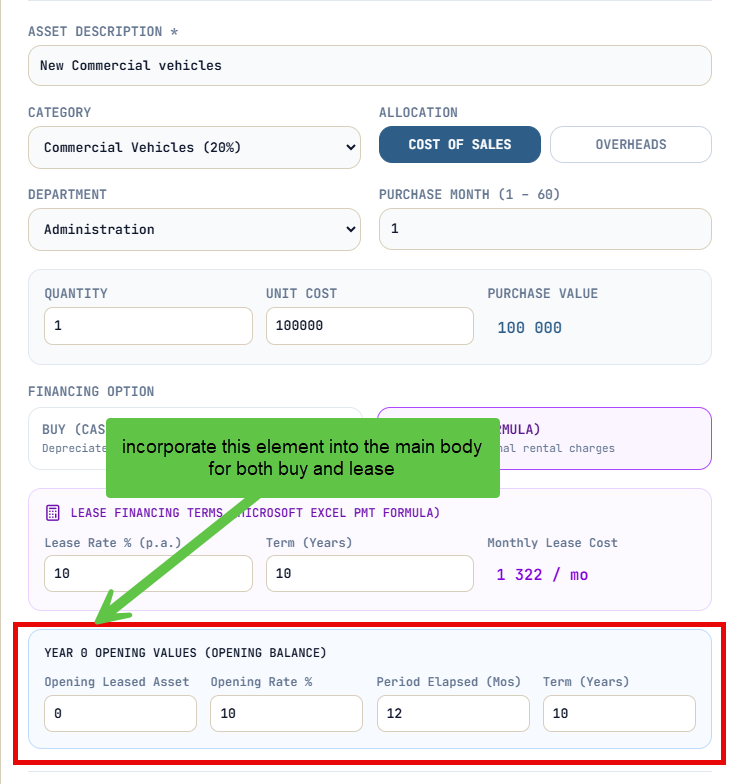 ASSET DESCRIPTION *
New Commercial vehicles
CATEGORY
ALLOCATION
Commercial Vehicles (20%)
COST OF SALES
OVERHEADS
DEPARTMENT
PURCHASE MONTH (1 – 60)
Administration
1
QUANTITY
UNIT COST
PURCHASE VALUE
1
100000
100 000
FINANCING OPTION
BUY (CAS
MULA)
Depreciate
al rental charges
incorporate this element into the main body
for both buy and lease
LEASE FINANCING TERMS (MICROSOFT EXCEL PMT FORMULA)
Lease Rate % (p.a.)
Term (Years)
Monthly Lease Cost
10
10
1 322 / mo
YEAR 0 OPENING VALUES (OPENING BALANCE)
Opening Leased Asset
Opening Rate %
Period Elapsed (Mos)
Term (Years)
0
10
12
10